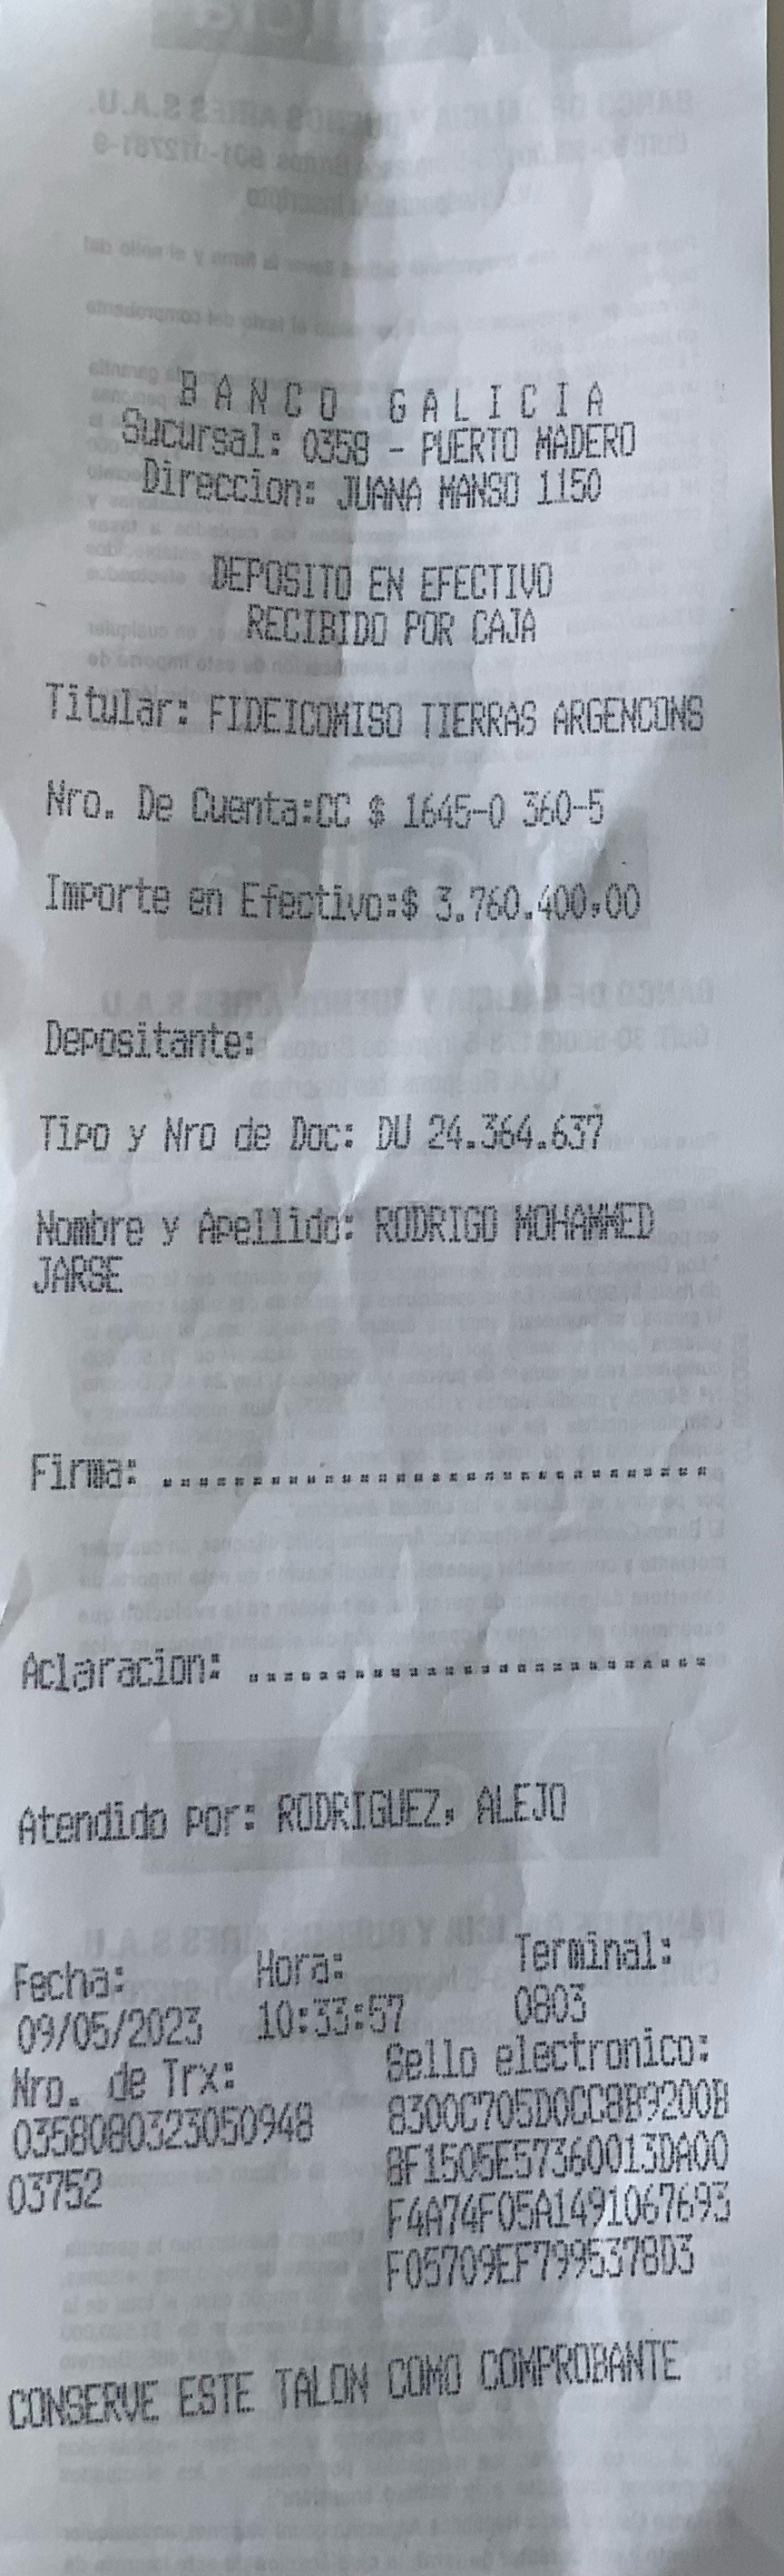 BANCO GALICIA
Sucursal: 0358 - PUERTO MADERO
Direccion: JUANA MANSO 1150
DEPOSITO EN EFECTIVO
RECIBIDO POR CAJA
Titular: FIDEICOMISO TIERRAS ARGENCONS
Nro. De Cuenta:CC $ 1645-0 360-5
Importe en Efectivo:$ 3.760.400,00
Depositante:
Tipo y Nro de Doc: DU 24.364.637
Nombre y Apellido: RODRIGO MOHAMMED
JARSE
Firma: ................................
Aclaracion: ...........................
Atendido por: RODRIGUEZ, ALEJO
Fecha: Hora: Terminal:
09/05/2023 10:33:57 0803
Nro. de Trx: Sello electronico:
0358080323050948 8300C705D0CC8B9200B
03752 8F1505E57360013DA00
F4A74F05A1491067693
F05709EF7995378D3
CONSERVE ESTE TALON COMO COMPROBANTE